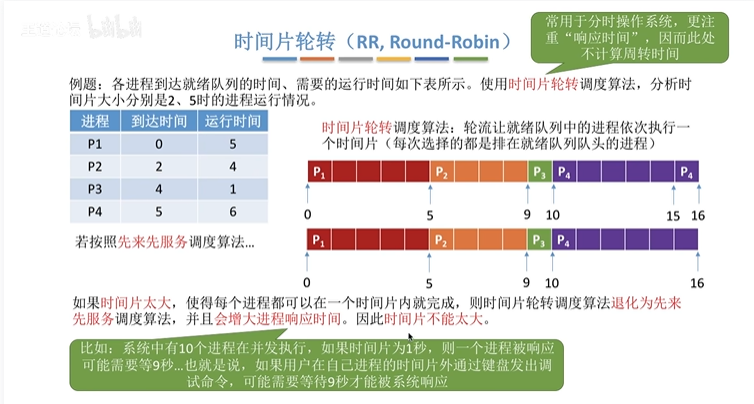 时间片轮转（RR, Round-Robin）
常用于分时操作系统，更注
重“响应时间”，因而此处
不计算周转时间
例题：各进程到达就绪队列的时间、需要的运行时间如下表所示。使用时间片轮转调度算法，分析时
间片大小分别是2、5时的进程运行情况。
进程 到达时间 运行时间
P1 0 5
P2 2 4
P3 4 1
P4 5 6
时间片轮转调度算法：轮流让就绪队列中的进程依次执行一
个时间片（每次选择的都是排在就绪队列队头的进程）
P1 P2 P3 P4 P4
0 5 9 10 15 16
若按照先来先服务调度算法...
P1 P2 P3 P4
0 5 9 10 16
如果时间片太大，使得每个进程都可以在一个时间片内就完成，则时间片轮转调度算法退化为先来
先服务调度算法，并且会增大进程响应时间。因此时间片不能太大。
比如：系统中有10个进程在并发执行，如果时间片为1秒，则一个进程被响应
可能需要等9秒...也就是说，如果用户在自己进程的时间片外通过键盘发出调
试命令，可能需要等待9秒才能被系统响应